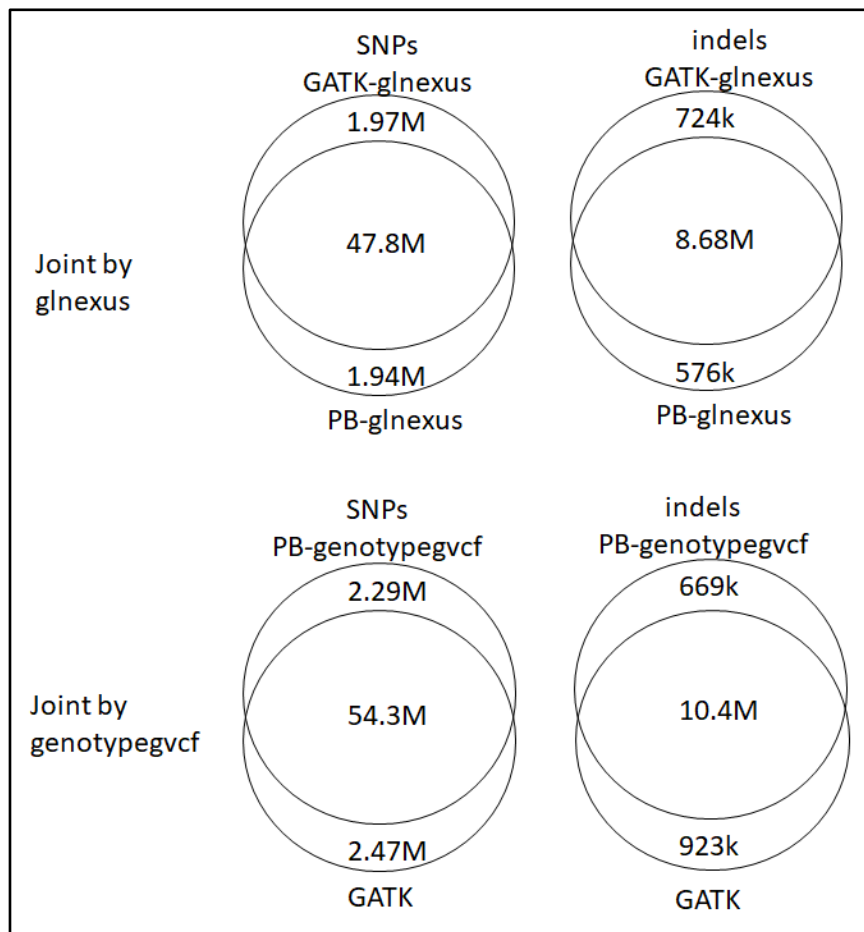 SNPs
GATK-glnexus
1.97M
47.8M
1.94M
PB-glnexus
indels
GATK-glnexus
724k
8.68M
576k
PB-glnexus
Joint by
glnexus
SNPs
PB-genotypegvcf
2.29M
54.3M
2.47M
GATK
indels
PB-genotypegvcf
669k
10.4M
923k
GATK
Joint by
genotypegvcf